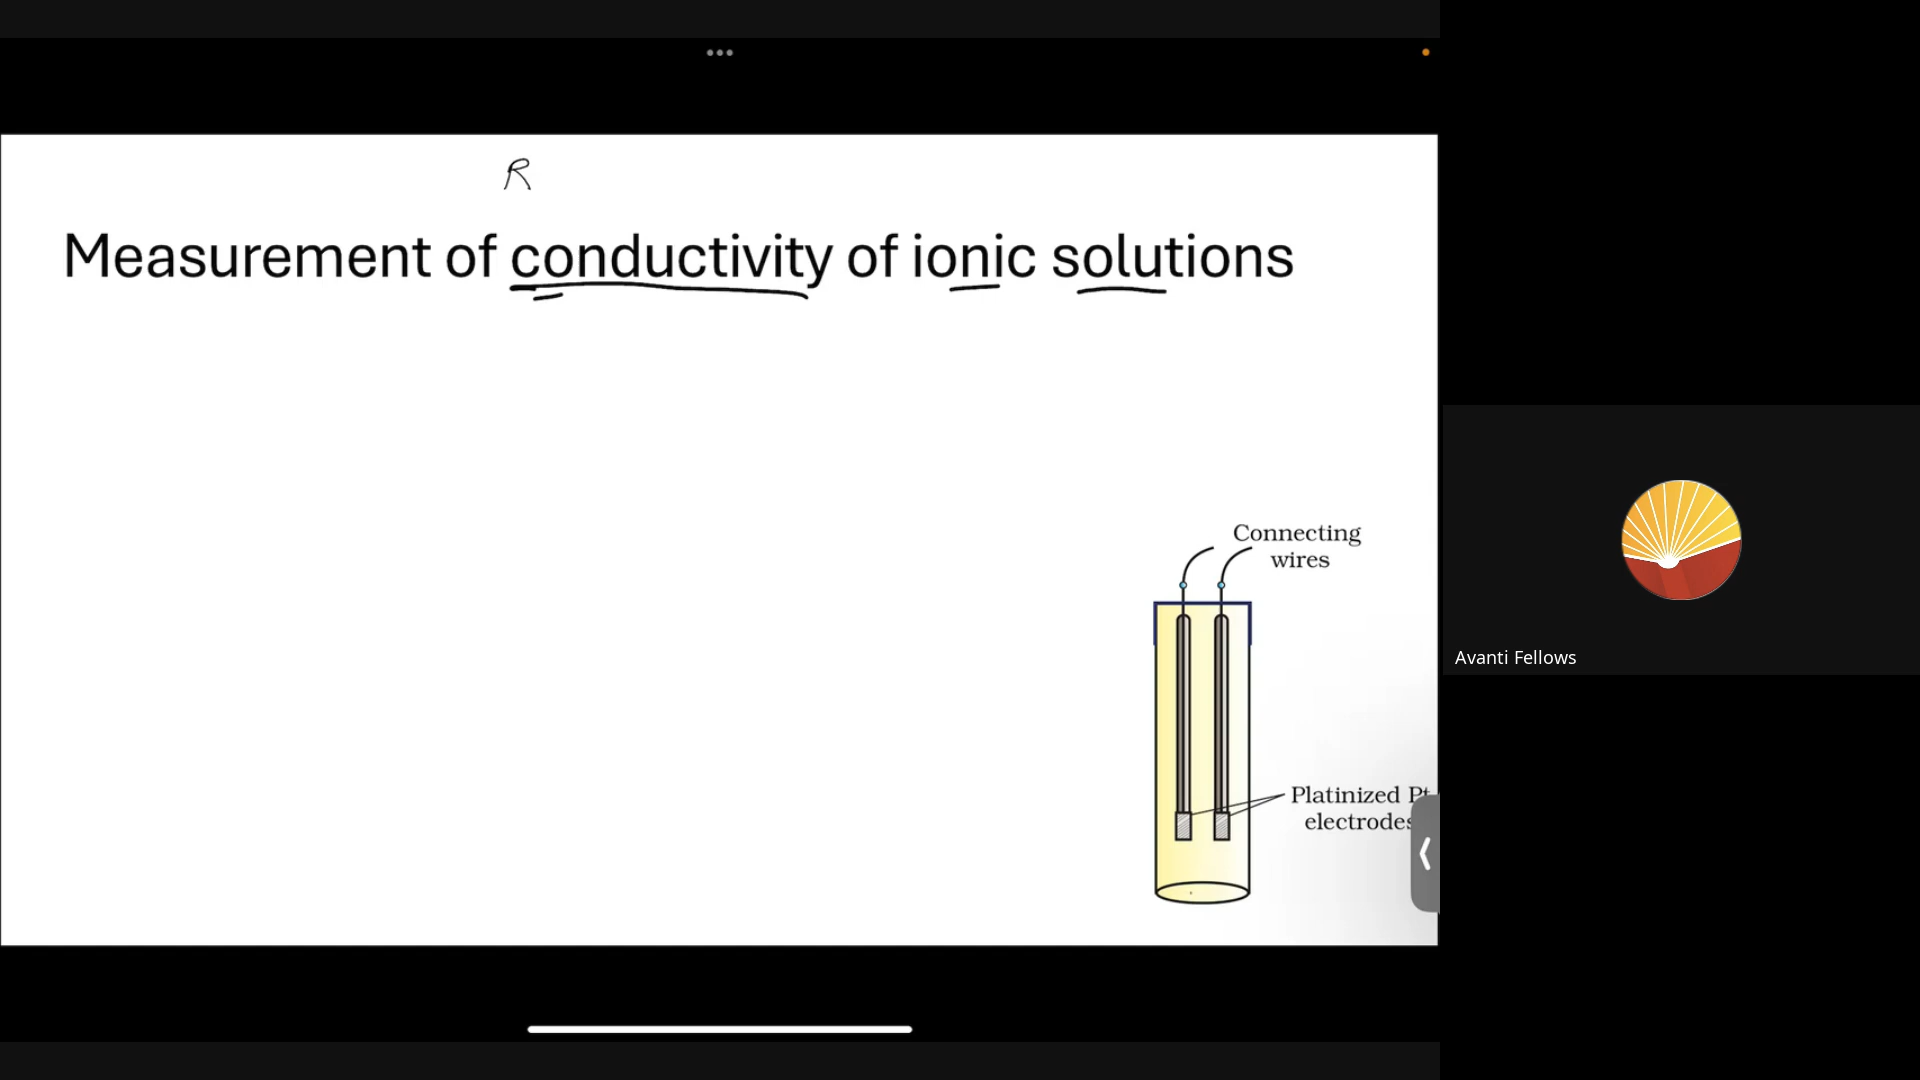 R
Measurement of conductivity of ionic solutions
Connecting
wires
Platinized Pt
electrodes
Avanti Fellows